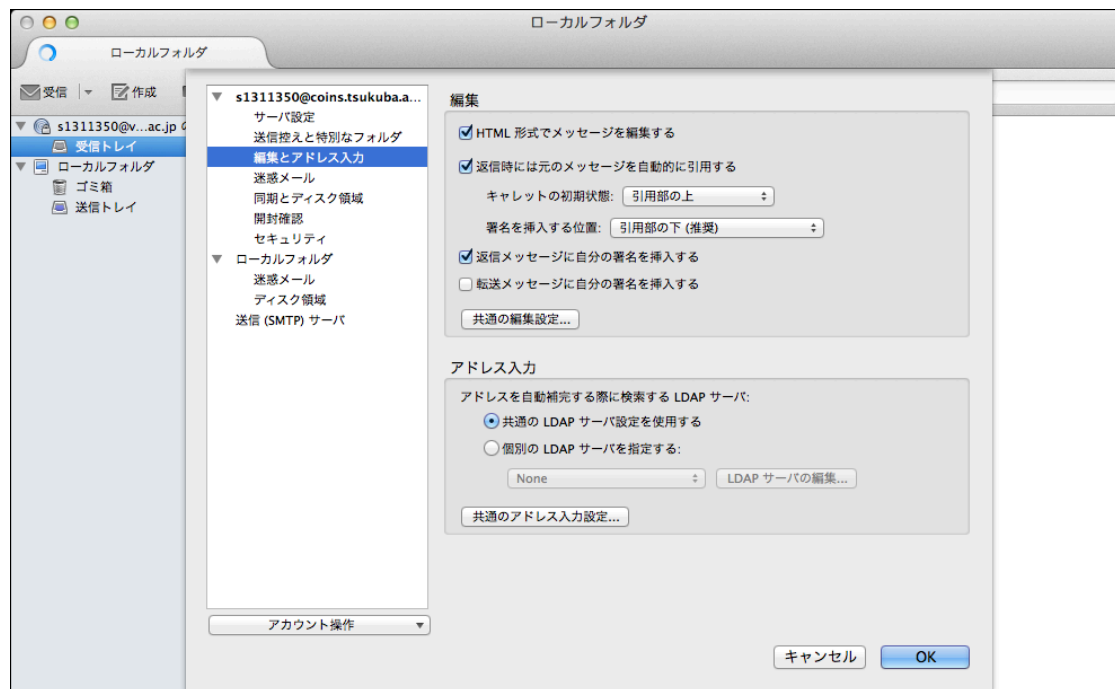 ローカルフォルダ
ローカルフォルダ
受信
作成
s1311350@v...ac.jp
受信トレイ
ローカルフォルダ
ゴミ箱
送信トレイ
s1311350@coins.tsukuba.a...
サーバ設定
送信控えと特別なフォルダ
編集とアドレス入力
迷惑メール
同期とディスク領域
開封確認
セキュリティ
ローカルフォルダ
迷惑メール
ディスク領域
送信 (SMTP) サーバ
アカウント操作
編集
HTML 形式でメッセージを編集する
返信時には元のメッセージを自動的に引用する
キャレットの初期状態: 引用部の上
署名を挿入する位置: 引用部の下 (推奨)
返信メッセージに自分の署名を挿入する
転送メッセージに自分の署名を挿入する
共通の編集設定...
アドレス入力
アドレスを自動補完する際に検索する LDAP サーバ:
共通の LDAP サーバ設定を使用する
個別の LDAP サーバを指定する:
None LDAP サーバの編集...
共通のアドレス入力設定...
キャンセル OK